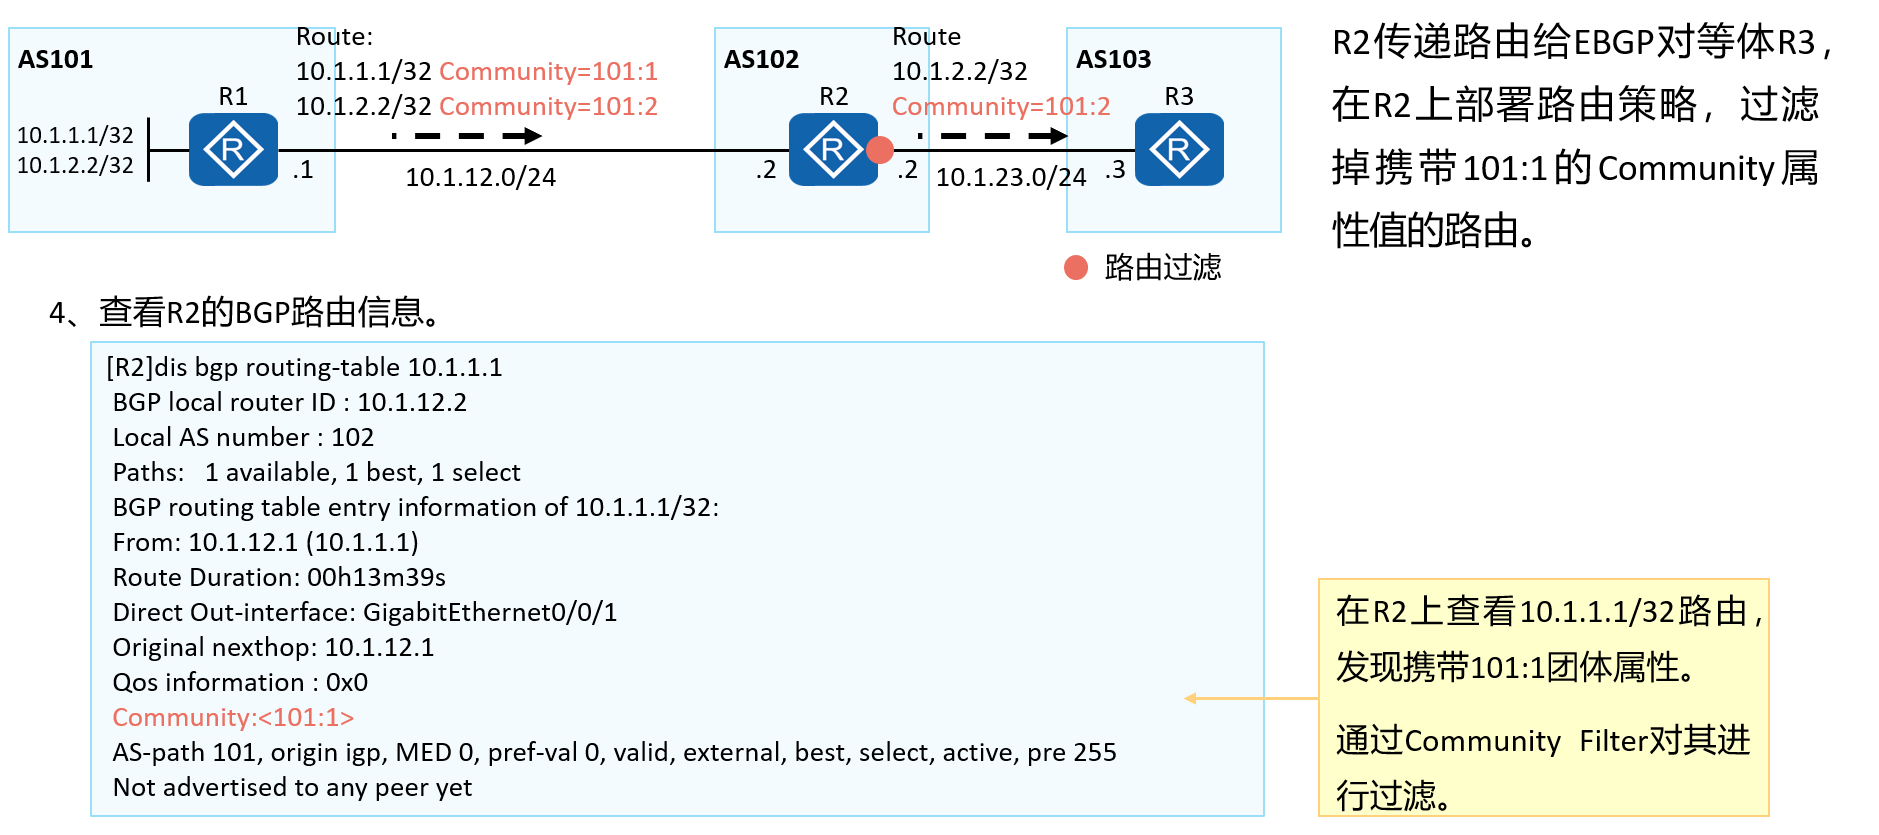 AS101
Route:
10.1.1.1/32 Community=101:1
10.1.2.2/32 Community=101:2
R1
10.1.1.1/32
10.1.2.2/32
.1
10.1.12.0/24
AS102
R2
.2
.2
Route
10.1.2.2/32
Community=101:2
10.1.23.0/24
AS103
R3
.3
路由过滤
R2传递路由给EBGP对等体R3,
在R2上部署路由策略，过滤
掉携带101:1的Community属
性值的路由。
4、查看R2的BGP路由信息。
[R2]dis bgp routing-table 10.1.1.1
BGP local router ID : 10.1.12.2
Local AS number : 102
Paths: 1 available, 1 best, 1 select
BGP routing table entry information of 10.1.1.1/32:
From: 10.1.12.1 (10.1.1.1)
Route Duration: 00h13m39s
Direct Out-interface: GigabitEthernet0/0/1
Original nexthop: 10.1.12.1
Qos information : 0x0
Community:<101:1>
AS-path 101, origin igp, MED 0, pref-val 0, valid, external, best, select, active, pre 255
Not advertised to any peer yet
在R2上查看10.1.1.1/32路由,
发现携带101:1团体属性。
通过Community Filter对其进
行过滤。